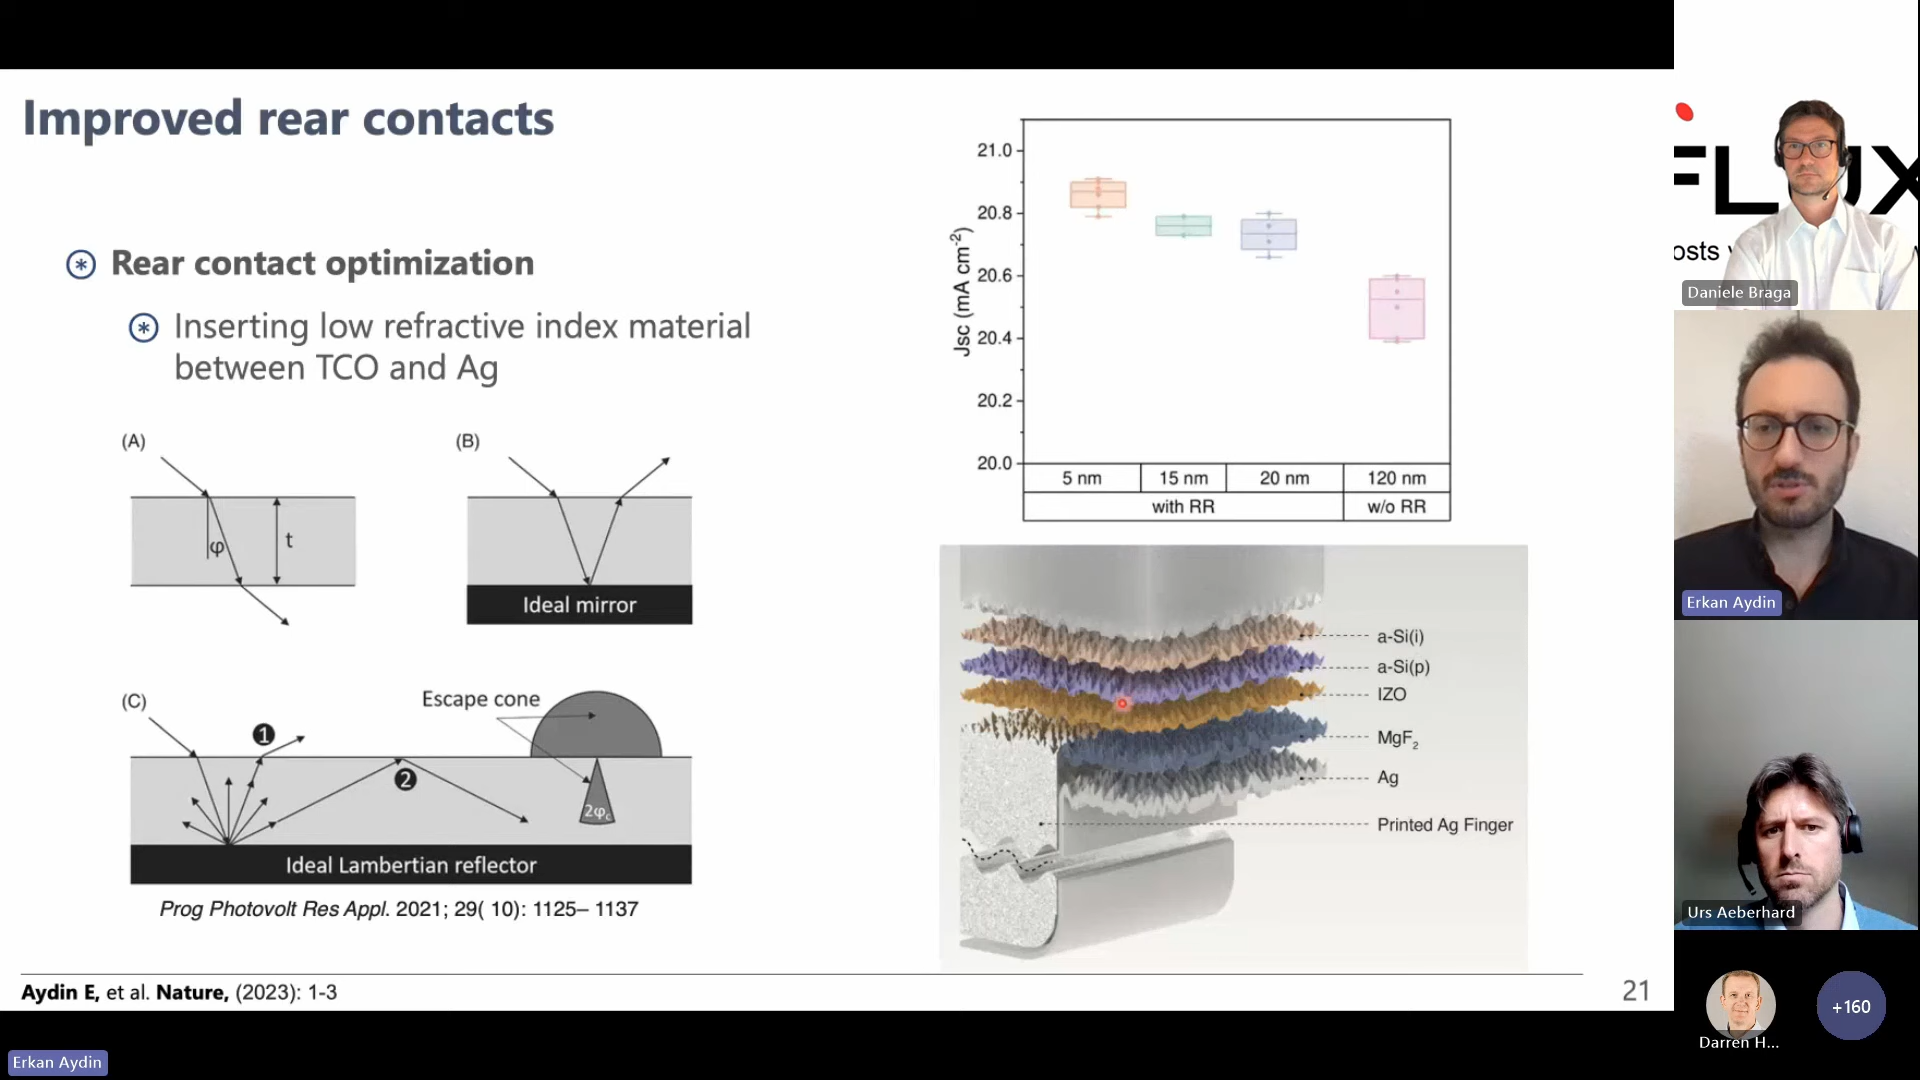 Improved rear contacts
Rear contact optimization
Inserting low refractive index material
between TCO and Ag
(A)
φ
t
(B)
Ideal mirror
(C)
1
2
Escape cone
2φc
Ideal Lambertian reflector
Prog Photovolt Res Appl. 2021; 29( 10): 1125– 1137
Jsc (mA cm-2)
21.0
20.8
20.6
20.4
20.2
20.0
5 nm 15 nm 20 nm 120 nm
with RR w/o RR
a-Si(i)
a-Si(p)
IZO
MgF2
Ag
Printed Ag Finger
Aydin E, et al. Nature, (2023): 1-3
21
FLUX
osts
Daniele Braga
Erkan Aydin
Urs Aeberhard
Darren H...
+160
Erkan Aydin